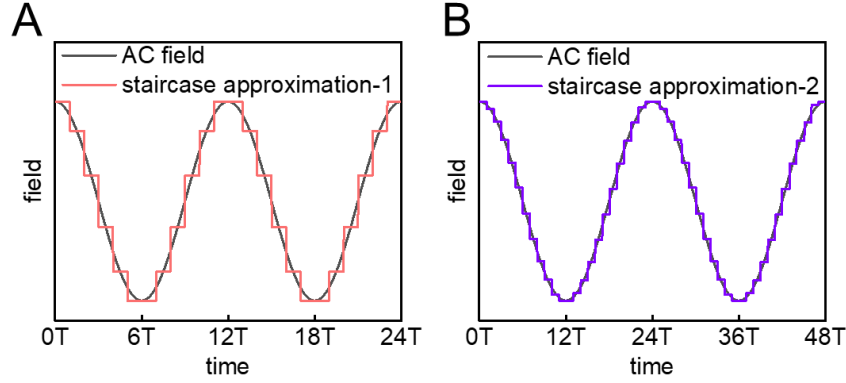 A
AC field
staircase approximation-1
field
0T 6T 12T 18T 24T
time
B
AC field
staircase approximation-2
field
0T 12T 24T 36T 48T
time